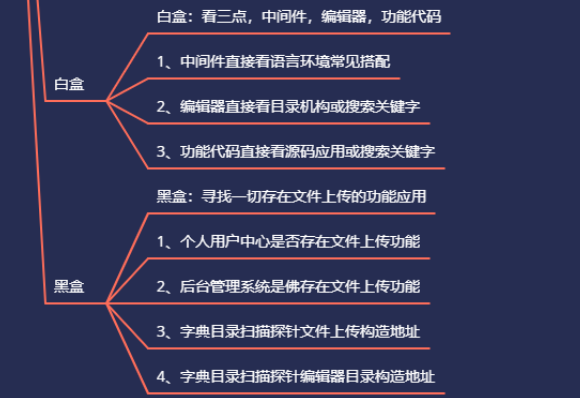 白盒：看三点，中间件，编辑器，功能代码
1、中间件直接看语言环境常见搭配
白盒
2、编辑器直接看目录机构或搜索关键字
3、功能代码直接看源码应用或搜索关键字
黑盒：寻找一切存在文件上传的功能应用
1、个人用户中心是否存在文件上传功能
黑盒
2、后台管理系统是佛存在文件上传功能
3、字典目录扫描探针文件上传构造地址
4、字典目录扫描探针编辑器目录构造地址